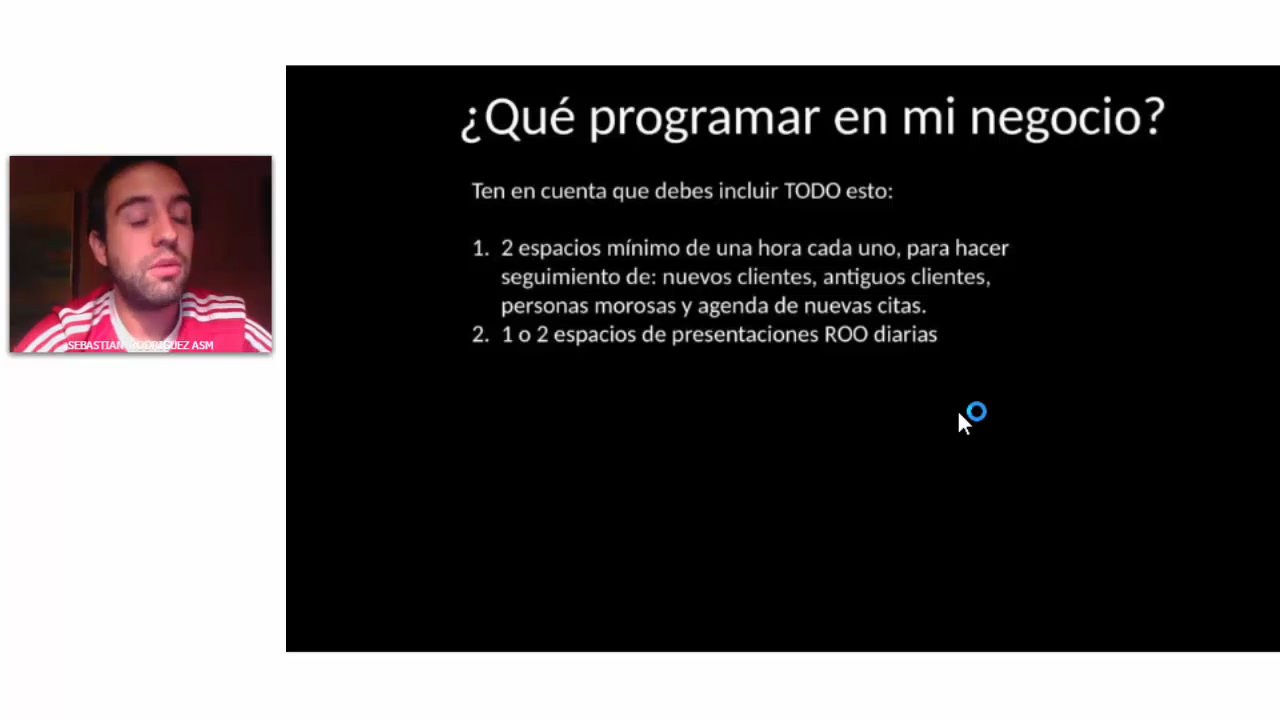 ¿Qué programar en mi negocio?
Ten en cuenta que debes incluir TODO esto:
1. 2 espacios mínimo de una hora cada uno, para hacer
seguimiento de: nuevos clientes, antiguos clientes,
personas morosas y agenda de nuevas citas.
2. 1 o 2 espacios de presentaciones ROO diarias
SEBASTIAN RODRIGUEZ ASM